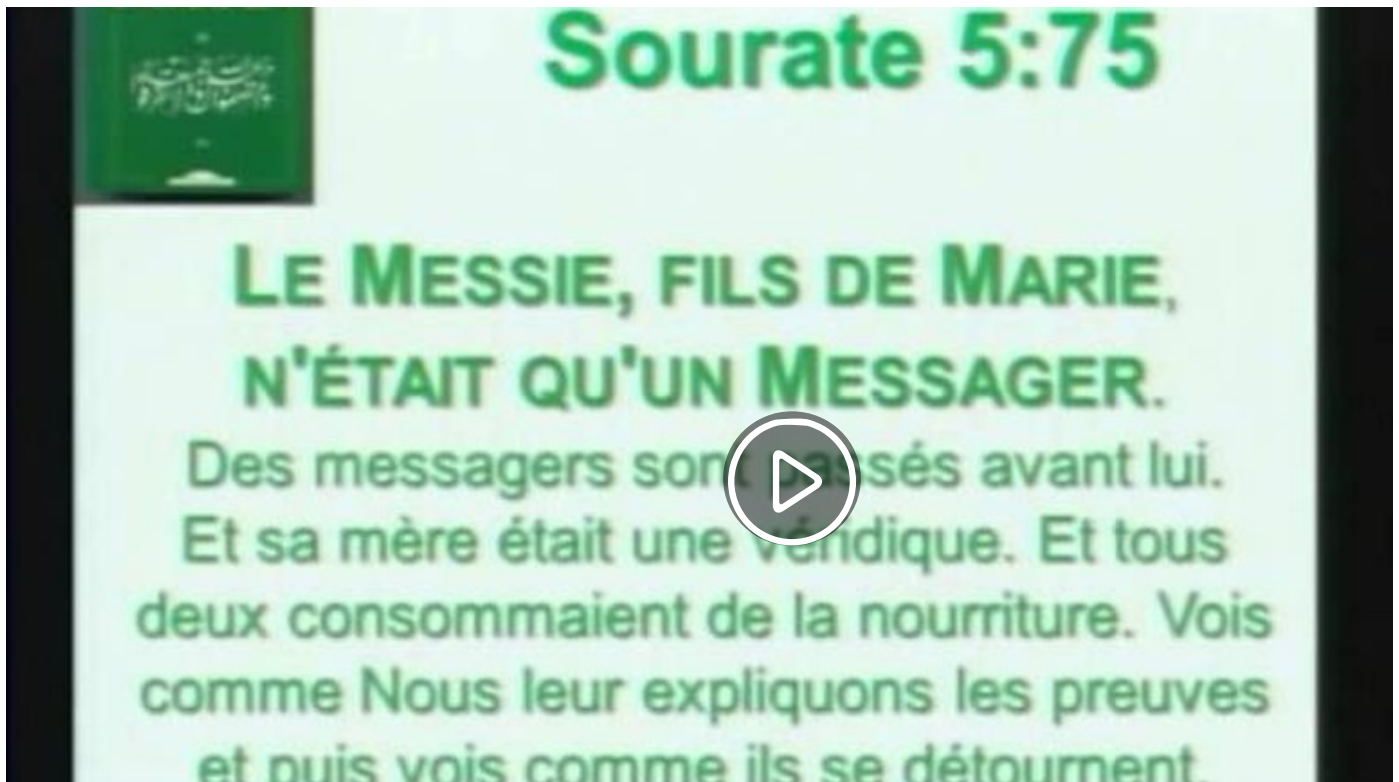 Sourate 5:75
LE MESSIE, FILS DE MARIE,
N'ÉTAIT QU'UN MESSAGER.
Des messagers sont passés avant lui.
Et sa mère était une véridique. Et tous
deux consommaient de la nourriture. Vois
comme Nous leur expliquons les preuves
et puis vois comme ils se détournent.